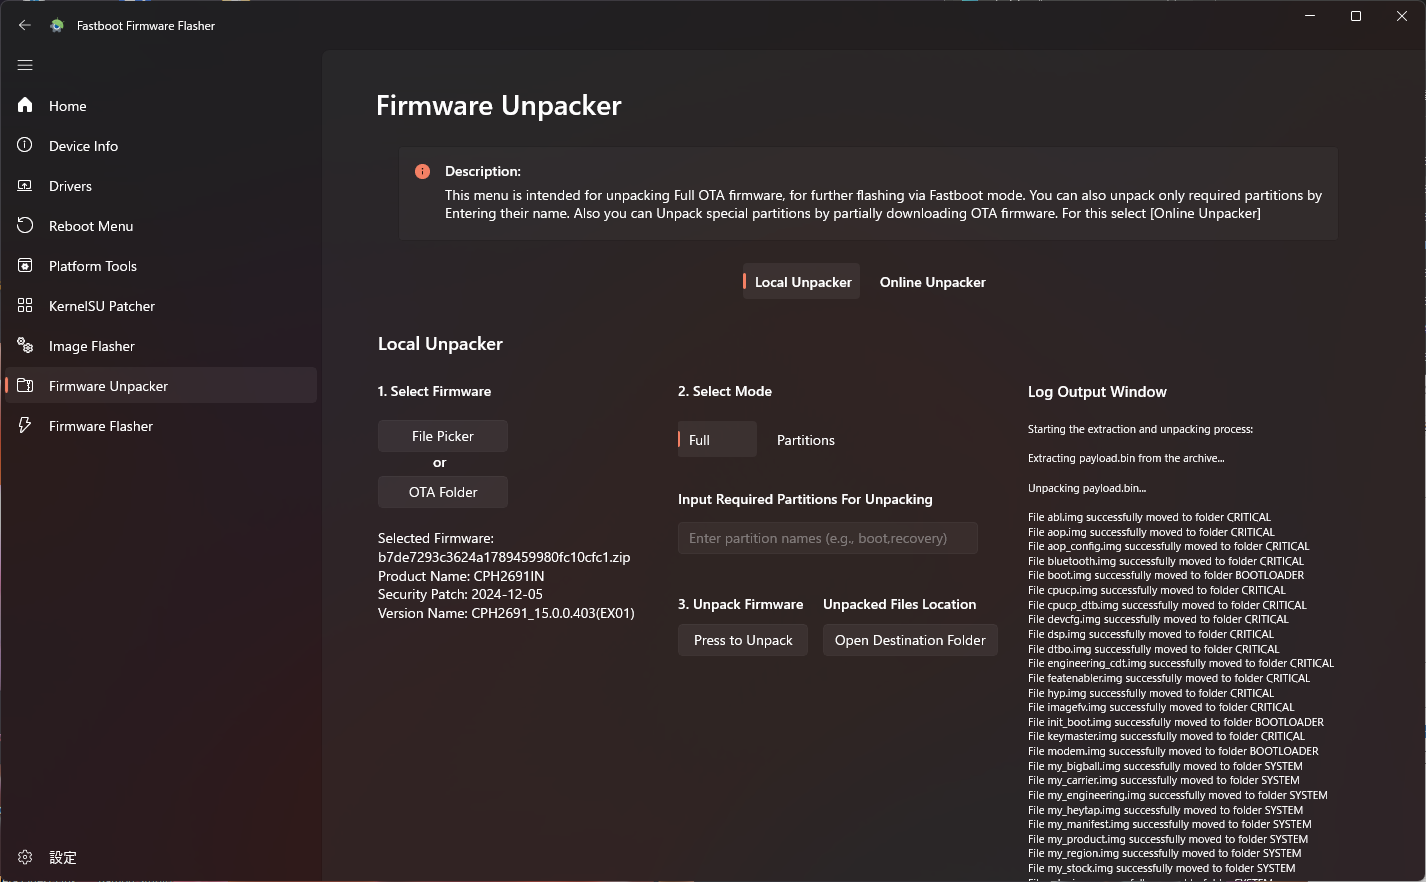 Fastboot Firmware Flasher
Home
Device Info
Drivers
Reboot Menu
Platform Tools
KernelSU Patcher
Image Flasher
Firmware Unpacker
Firmware Flasher
設定
Firmware Unpacker
Description:
This menu is intended for unpacking Full OTA firmware, for further flashing via Fastboot mode. You can also unpack only required partitions by
Entering their name. Also you can Unpack special partitions by partially downloading OTA firmware. For this select [Online Unpacker]
Local Unpacker
Online Unpacker
Local Unpacker
1. Select Firmware
File Picker
or
OTA Folder
Selected Firmware:
b7de7293c3624a1789459980fc10cfc1.zip
Product Name: CPH2691IN
Security Patch: 2024-12-05
Version Name: CPH2691_15.0.0.403(EX01)
2. Select Mode
Full
Partitions
Input Required Partitions For Unpacking
Enter partition names (e.g., boot,recovery)
3. Unpack Firmware
Unpacked Files Location
Press to Unpack
Open Destination Folder
Log Output Window
Starting the extraction and unpacking process:
Extracting payload.bin from the archive...
Unpacking payload.bin...
File abl.img successfully moved to folder CRITICAL
File aop.img successfully moved to folder CRITICAL
File aop_config.img successfully moved to folder CRITICAL
File bluetooth.img successfully moved to folder CRITICAL
File boot.img successfully moved to folder BOOTLOADER
File cpucp.img successfully moved to folder CRITICAL
File cpucp_dtb.img successfully moved to folder CRITICAL
File devcfg.img successfully moved to folder CRITICAL
File dsp.img successfully moved to folder CRITICAL
File dtbo.img successfully moved to folder CRITICAL
File engineering_cdt.img successfully moved to folder CRITICAL
File featenabler.img successfully moved to folder CRITICAL
File hyp.img successfully moved to folder CRITICAL
File imagefv.img successfully moved to folder CRITICAL
File init_boot.img successfully moved to folder BOOTLOADER
File keymaster.img successfully moved to folder CRITICAL
File modem.img successfully moved to folder BOOTLOADER
File my_bigball.img successfully moved to folder SYSTEM
File my_carrier.img successfully moved to folder SYSTEM
File my_engineering.img successfully moved to folder SYSTEM
File my_heytap.img successfully moved to folder SYSTEM
File my_manifest.img successfully moved to folder SYSTEM
File my_product.img successfully moved to folder SYSTEM
File my_region.img successfully moved to folder SYSTEM
File my_stock.img successfully moved to folder SYSTEM